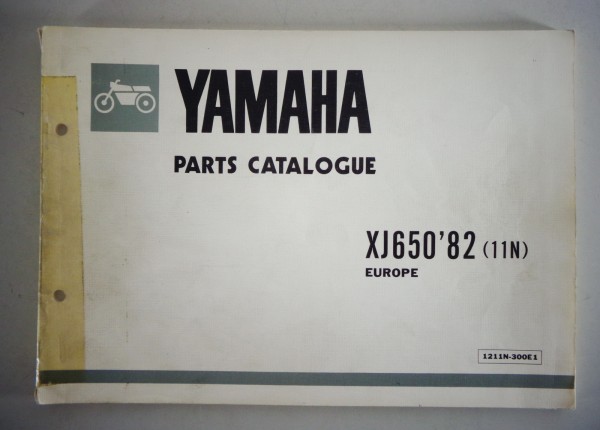 YAMAHA
PARTS CATALOGUE
XJ650'82 (11N)
EUROPE
1211N-300E1